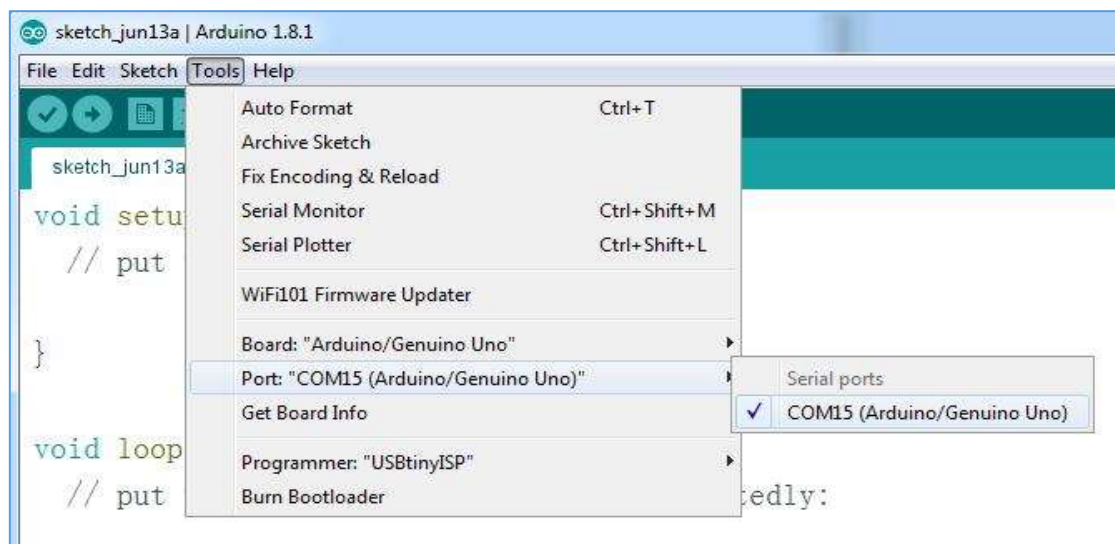 sketch_jun13a | Arduino 1.8.1
File Edit Sketch Tools Help
Auto Format Ctrl+T
Archive Sketch
sketch_jun13a
Fix Encoding & Reload
void setu
Serial Monitor Ctrl+Shift+M
Serial Plotter Ctrl+Shift+L
// put
WiFi101 Firmware Updater
Board: "Arduino/Genuino Uno"
}
Port: "COM15 (Arduino/Genuino Uno)"
Serial ports
Get Board Info
COM15 (Arduino/Genuino Uno)
void loop
Programmer: "USBtinyISP"
Burn Bootloader
// put tedly: